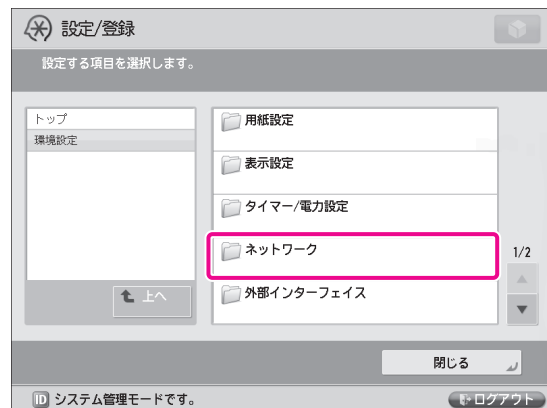 設定/登録
設定する項目を選択します。
トップ
環境設定
上へ
用紙設定
表示設定
タイマー/電力設定
ネットワーク
外部インターフェイス
1/2
閉じる
ID システム管理モードです。
ログアウト